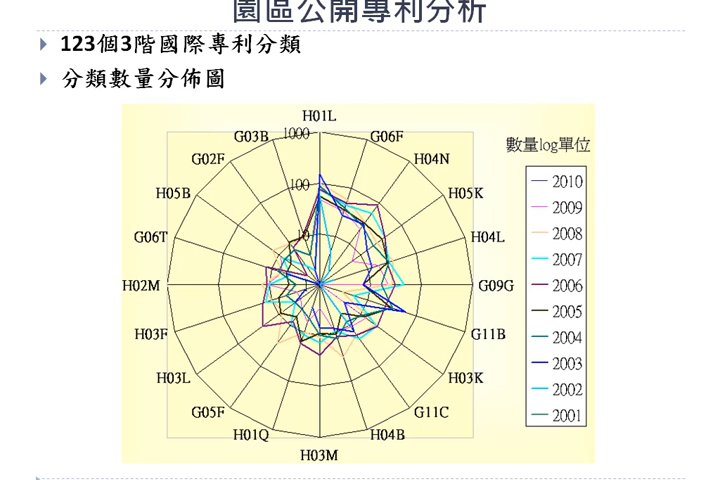 園區公開專利分析
123個3階國際專利分類
分類數量分佈圖
H01L
G03B
1000
G06F
G02F
H04N
數量log單位
H05B
100
H05K
2010
2009
G06T
10
H04L
2008
2007
H02M
G09G
2006
2005
H03F
G11B
2004
2003
H03L
H03K
2002
G05F
G11C
2001
H01Q
H04B
H03M